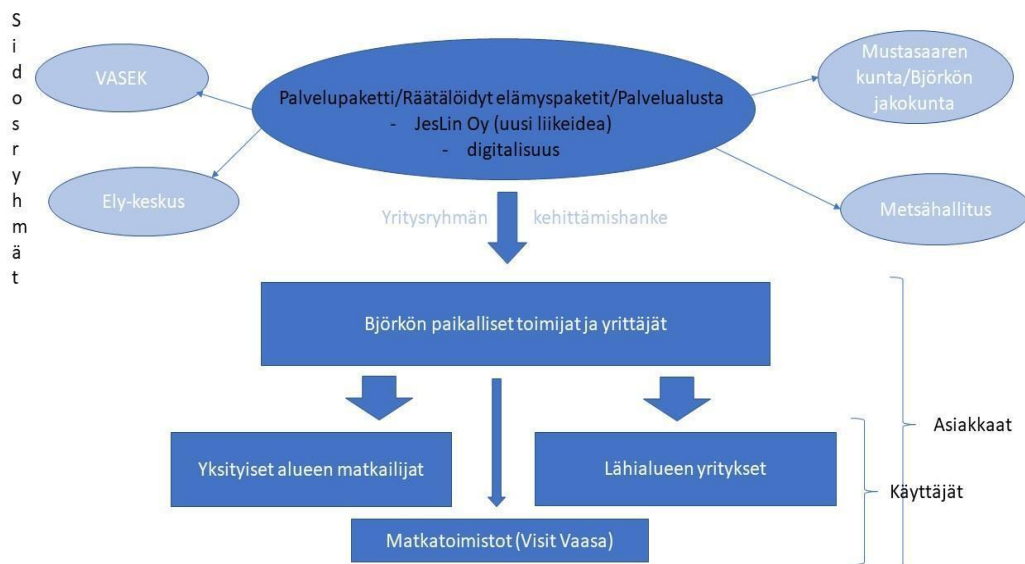 Sidosryhmät
VASEK
Palvelupaketti/Räätälöidyt elämyspaketit/Palvelualusta
- JesLin Oy (uusi liikeidea)
- digitalisuus
Mustasaaren
kunta/Björkön
jakokunta
Ely-keskus
Metsähallitus
Yritysryhmän kehittämishanke
Björkön paikalliset toimijat ja yrittäjät
Yksityiset alueen matkailijat
Lähialueen yritykset
Matkatoimistot (Visit Vaasa)
Asiakkaat
Käyttäjät